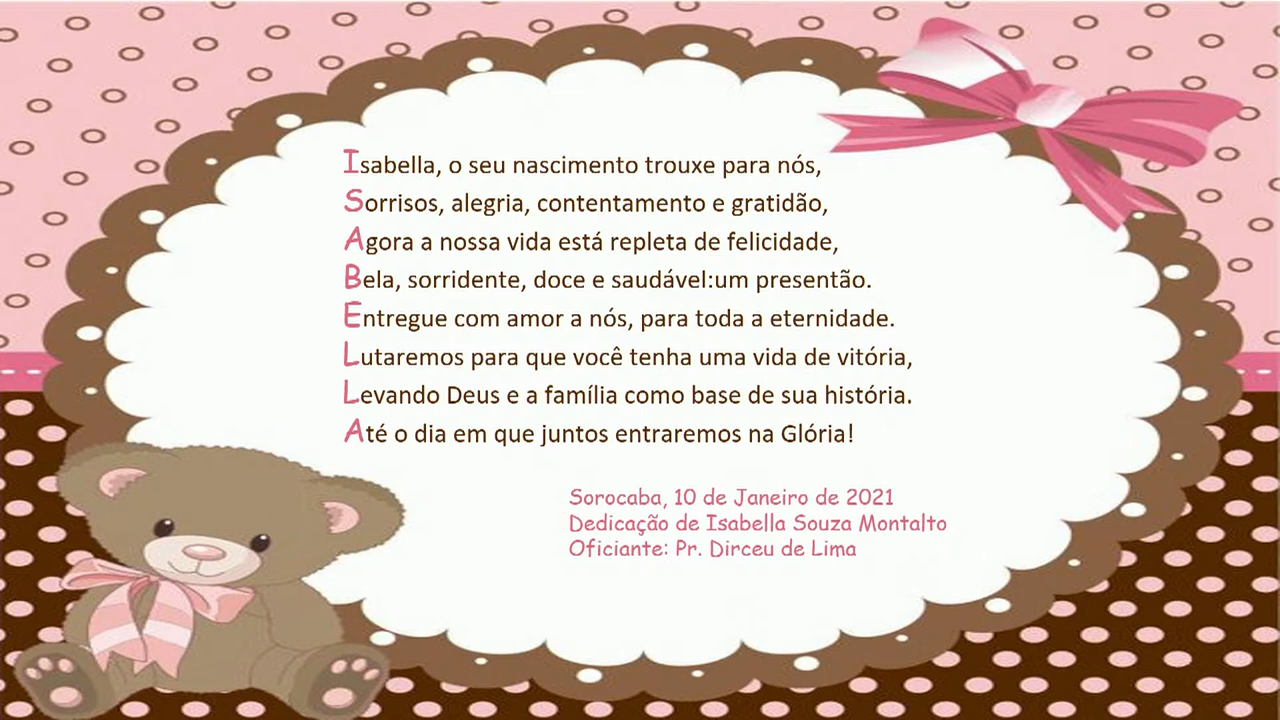 Isabella, o seu nascimento trouxe para nós,
Sorrisos, alegria, contentamento e gratidão,
Agora a nossa vida está repleta de felicidade,
Bela, sorridente, doce e saudável:um presentão.
Entregue com amor a nós, para toda a eternidade.
Lutaremos para que você tenha uma vida de vitória,
Levando Deus e a família como base de sua história.
Até o dia em que juntos entraremos na Glória!
Sorocaba, 10 de Janeiro de 2021
Dedicação de Isabella Souza Montalto
Oficiante: Pr. Dirceu de Lima